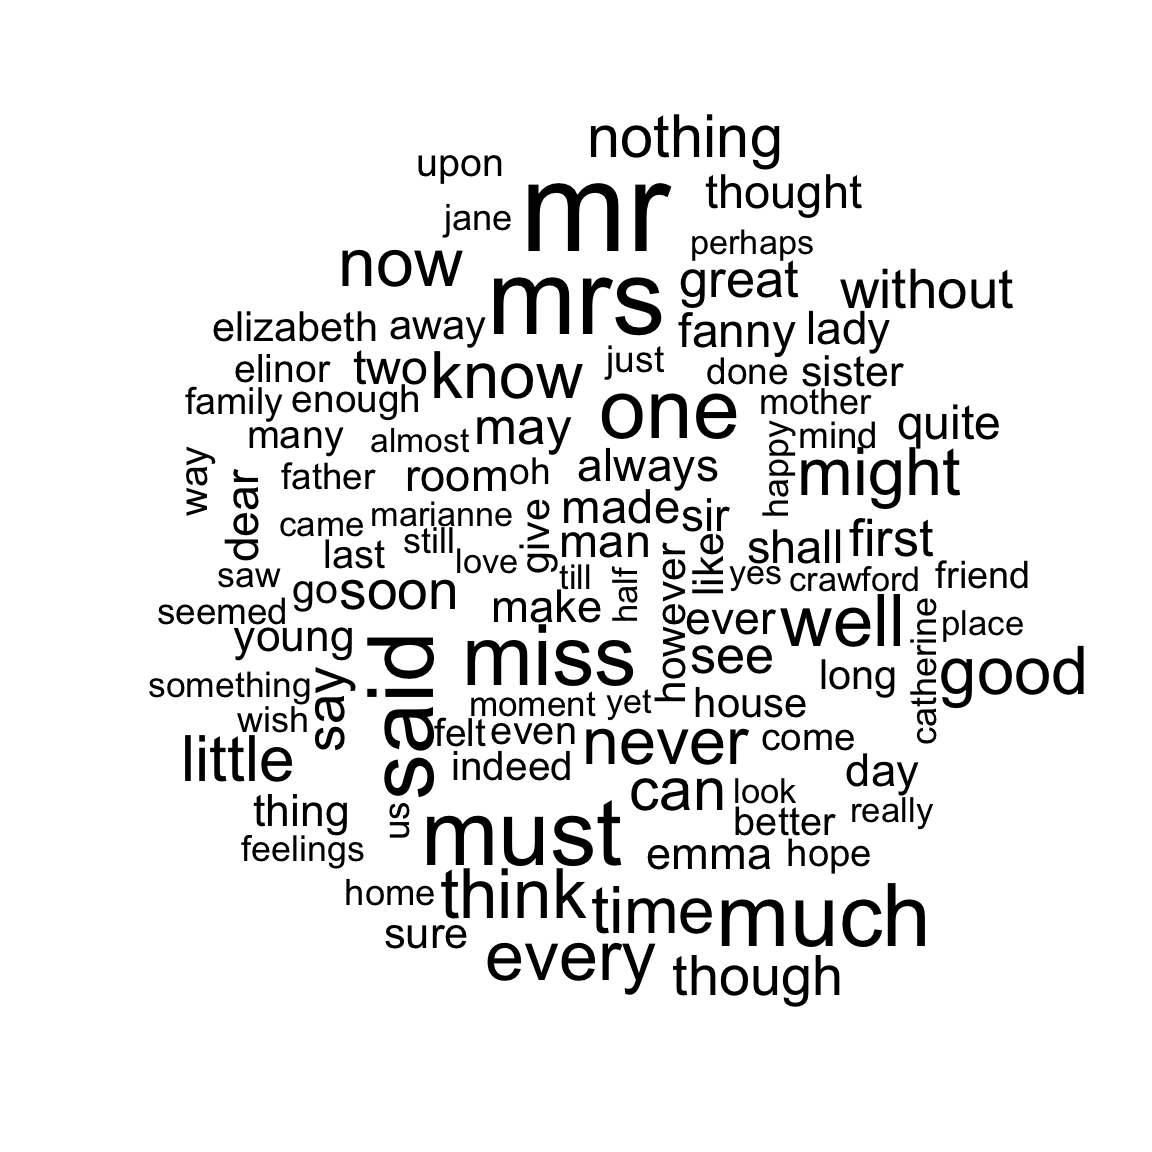 nothing
upon
mr
thought
jane
perhaps
now
mrs
great
without
elizabeth
away
fanny
lady
elinor
two
know
just
done
sister
family
enough
one
mother
many
almost
may
mind
quite
way
dear
father
room
oh
always
happy
might
came
marianne
give
made
sir
last
still
love
man
shall
first
saw
go
soon
till
half
however
like
yes
crawford
friend
seemed
make
ever
well
catherine
place
young
said
miss
see
long
good
something
say
moment
yet
house
wish
felt
even
never
come
little
indeed
can
look
day
thing
us
must
better
really
feelings
emma
hope
home
think
time
much
sure
every
though